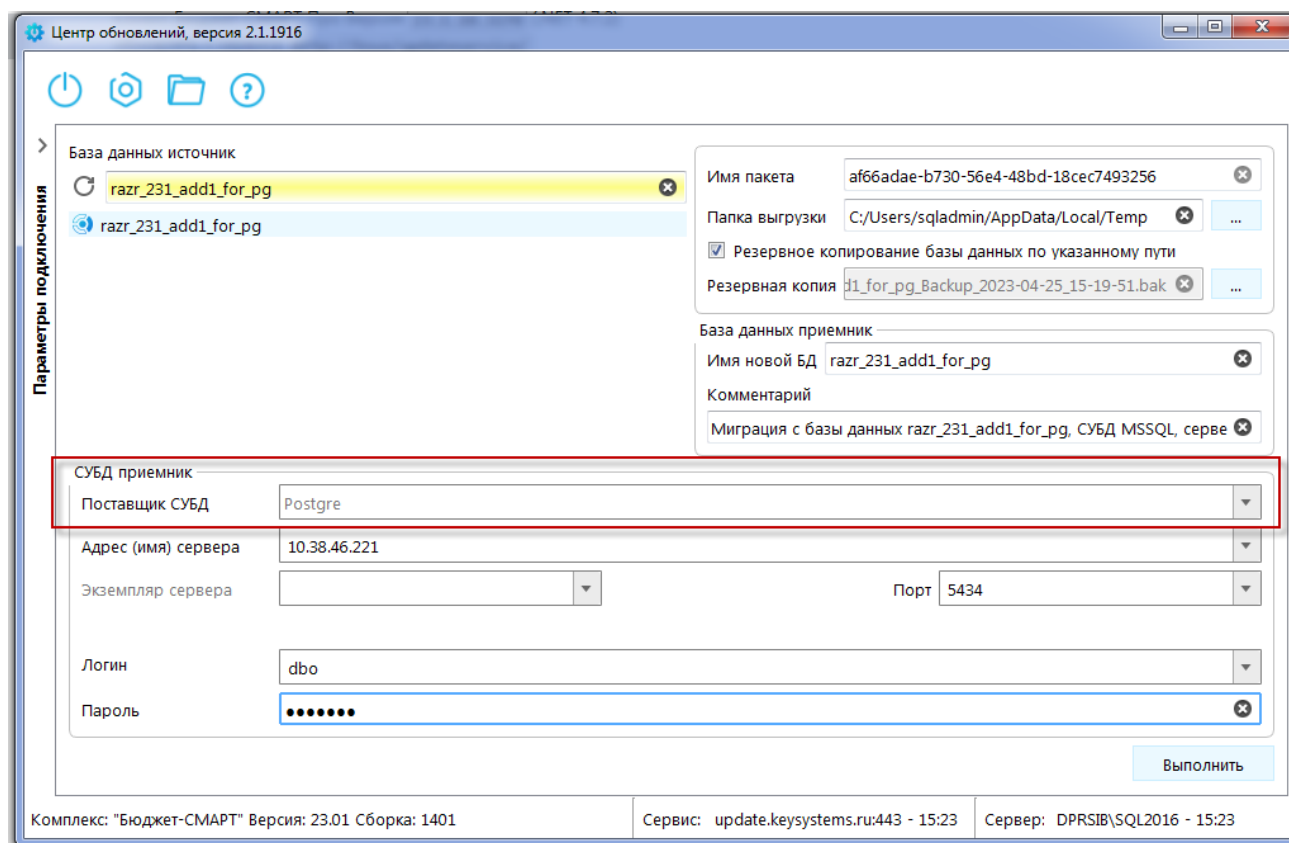 Центр обновлений, версия 2.1.1916
Параметры подключения
База данных источник
razr_231_add1_for_pg
razr_231_add1_for_pg
Имя пакета af66adae-b730-56e4-48bd-18cec7493256
Папка выгрузки C:/Users/sqladmin/AppData/Local/Temp ...
Резервное копирование базы данных по указанному пути
Резервная копия d1_for_pg_Backup_2023-04-25_15-19-51.bak ...
База данных приемник
Имя новой БД razr_231_add1_for_pg
Комментарий
Миграция с базы данных razr_231_add1_for_pg, СУБД MSSQL, серве
СУБД приемник
Поставщик СУБД Postgre
Адрес (имя) сервера 10.38.46.221
Экземпляр сервера Порт 5434
Логин dbo
Пароль •••••••
Выполнить
Комплекс: "Бюджет-СМАРТ" Версия: 23.01 Сборка: 1401 Сервис: update.keysystems.ru:443 - 15:23 Сервер: DPRSIB\SQL2016 - 15:23